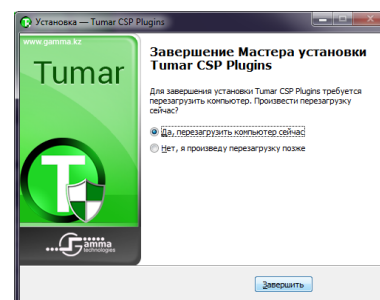 Установка — Tumar CSP Plugins
www.gamma.kz
Tumar
T
Gamma
technologies
Завершение Мастера установки
Tumar CSP Plugins
Для завершения установки Tumar CSP Plugins требуется
перезагрузить компьютер. Произвести перезагрузку
сейчас?
Да, перезагрузить компьютер сейчас
Нет, я произведу перезагрузку позже
Завершить